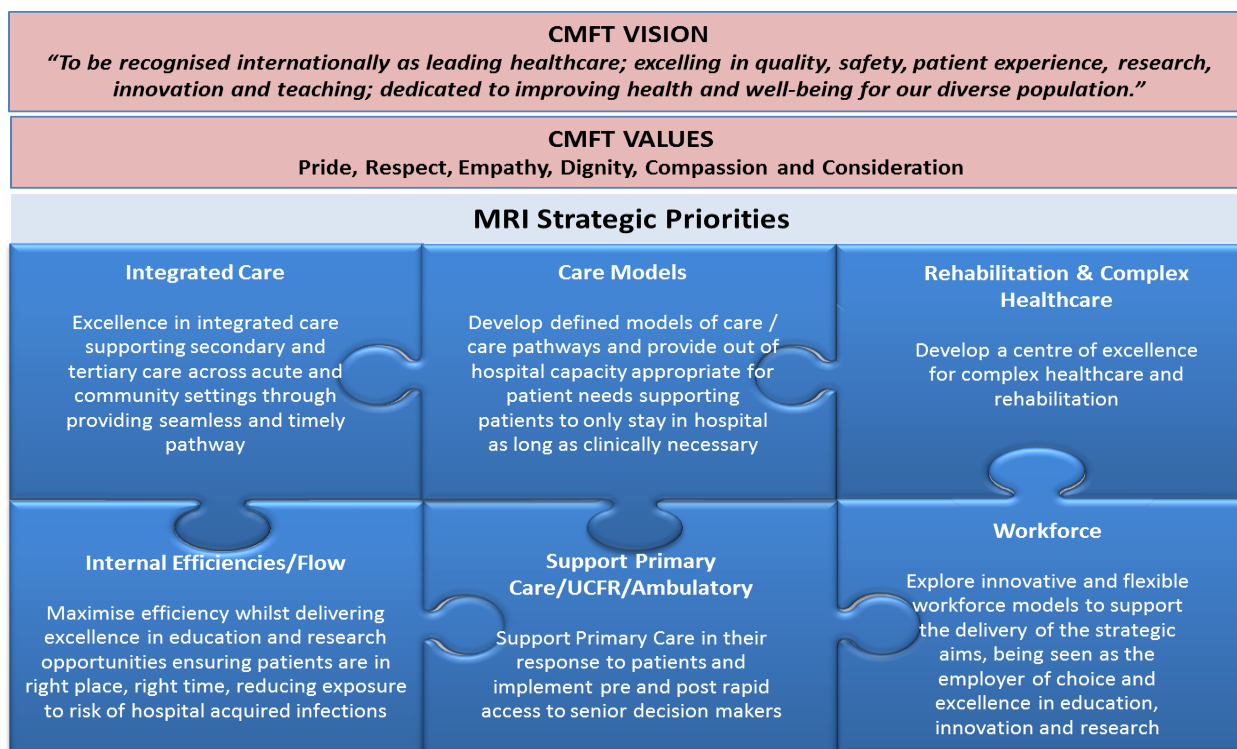 CMFT VISION
“To be recognised internationally as leading healthcare; excelling in quality, safety, patient experience, research,
innovation and teaching; dedicated to improving health and well-being for our diverse population.”
CMFT VALUES
Pride, Respect, Empathy, Dignity, Compassion and Consideration
MRI Strategic Priorities
Integrated Care
Excellence in integrated care
supporting secondary and
tertiary care across acute and
community settings through
providing seamless and timely
pathway
Care Models
Develop defined models of care /
care pathways and provide out of
hospital capacity appropriate for
patient needs supporting
patients to only stay in hospital
as long as clinically necessary
Rehabilitation & Complex
Healthcare
Develop a centre of excellence
for complex healthcare and
rehabilitation
Internal Efficiencies/Flow
Maximise efficiency whilst delivering
excellence in education and research
opportunities ensuring patients are in
right place, right time, reducing exposure
to risk of hospital acquired infections
Support Primary
Care/UCFR/Ambulatory
Support Primary Care in their
response to patients and
implement pre and post rapid
access to senior decision makers
Workforce
Explore innovative and flexible
workforce models to support
the delivery of the strategic
aims, being seen as the
employer of choice and
excellence in education,
innovation and research